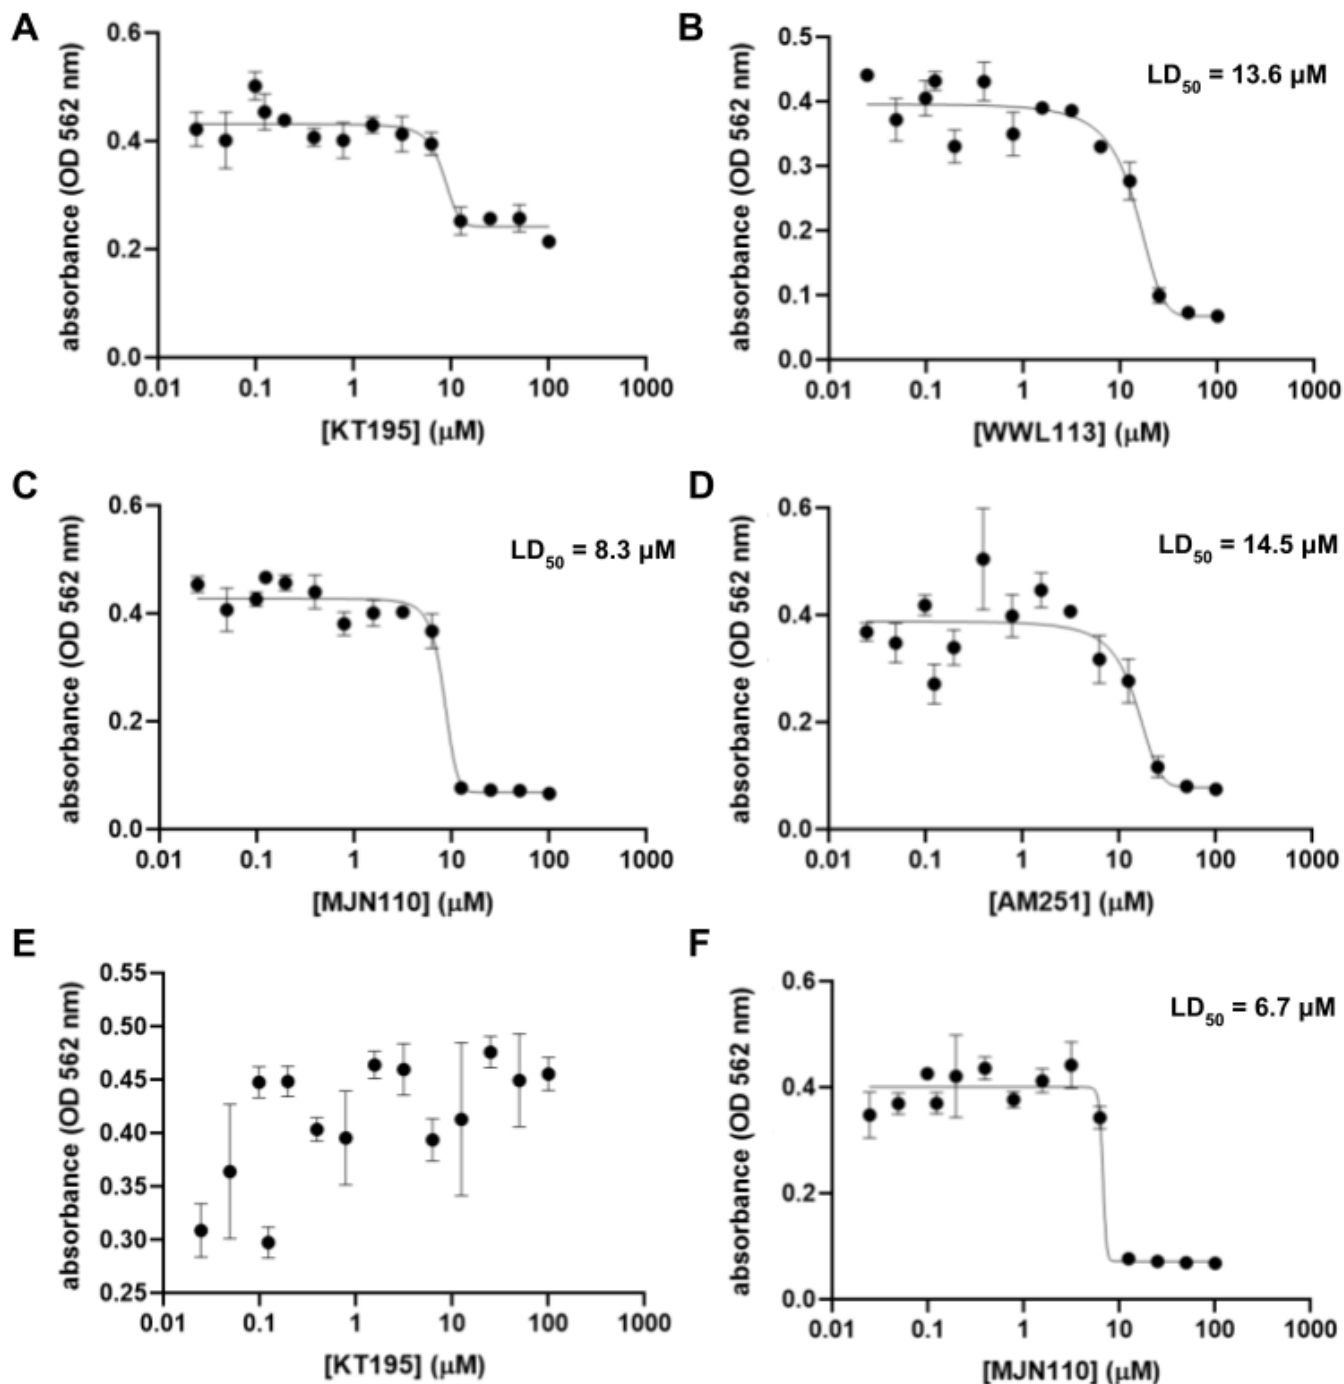 A
absorbance (OD 562 nm)
0.6
0.4
0.2
0.0
0.01 0.1 1 10 100 1000
[KT195] (μM)
B
absorbance (OD 562 nm)
LD50 = 13.6 μM
0.5
0.4
0.3
0.2
0.1
0.0
0.01 0.1 1 10 100 1000
[WWL113] (μM)
C
absorbance (OD 562 nm)
LD50 = 8.3 μM
0.6
0.4
0.2
0.0
0.01 0.1 1 10 100 1000
[MJN110] (μM)
D
absorbance (OD 562 nm)
LD50 = 14.5 μM
0.6
0.4
0.2
0.0
0.01 0.1 1 10 100 1000
[AM251] (μM)
E
absorbance (OD 562 nm)
0.55
0.50
0.45
0.40
0.35
0.30
0.25
0.01 0.1 1 10 100 1000
[KT195] (μM)
F
absorbance (OD 562 nm)
LD50 = 6.7 μM
0.6
0.4
0.2
0.0
0.01 0.1 1 10 100 1000
[MJN110] (μM)